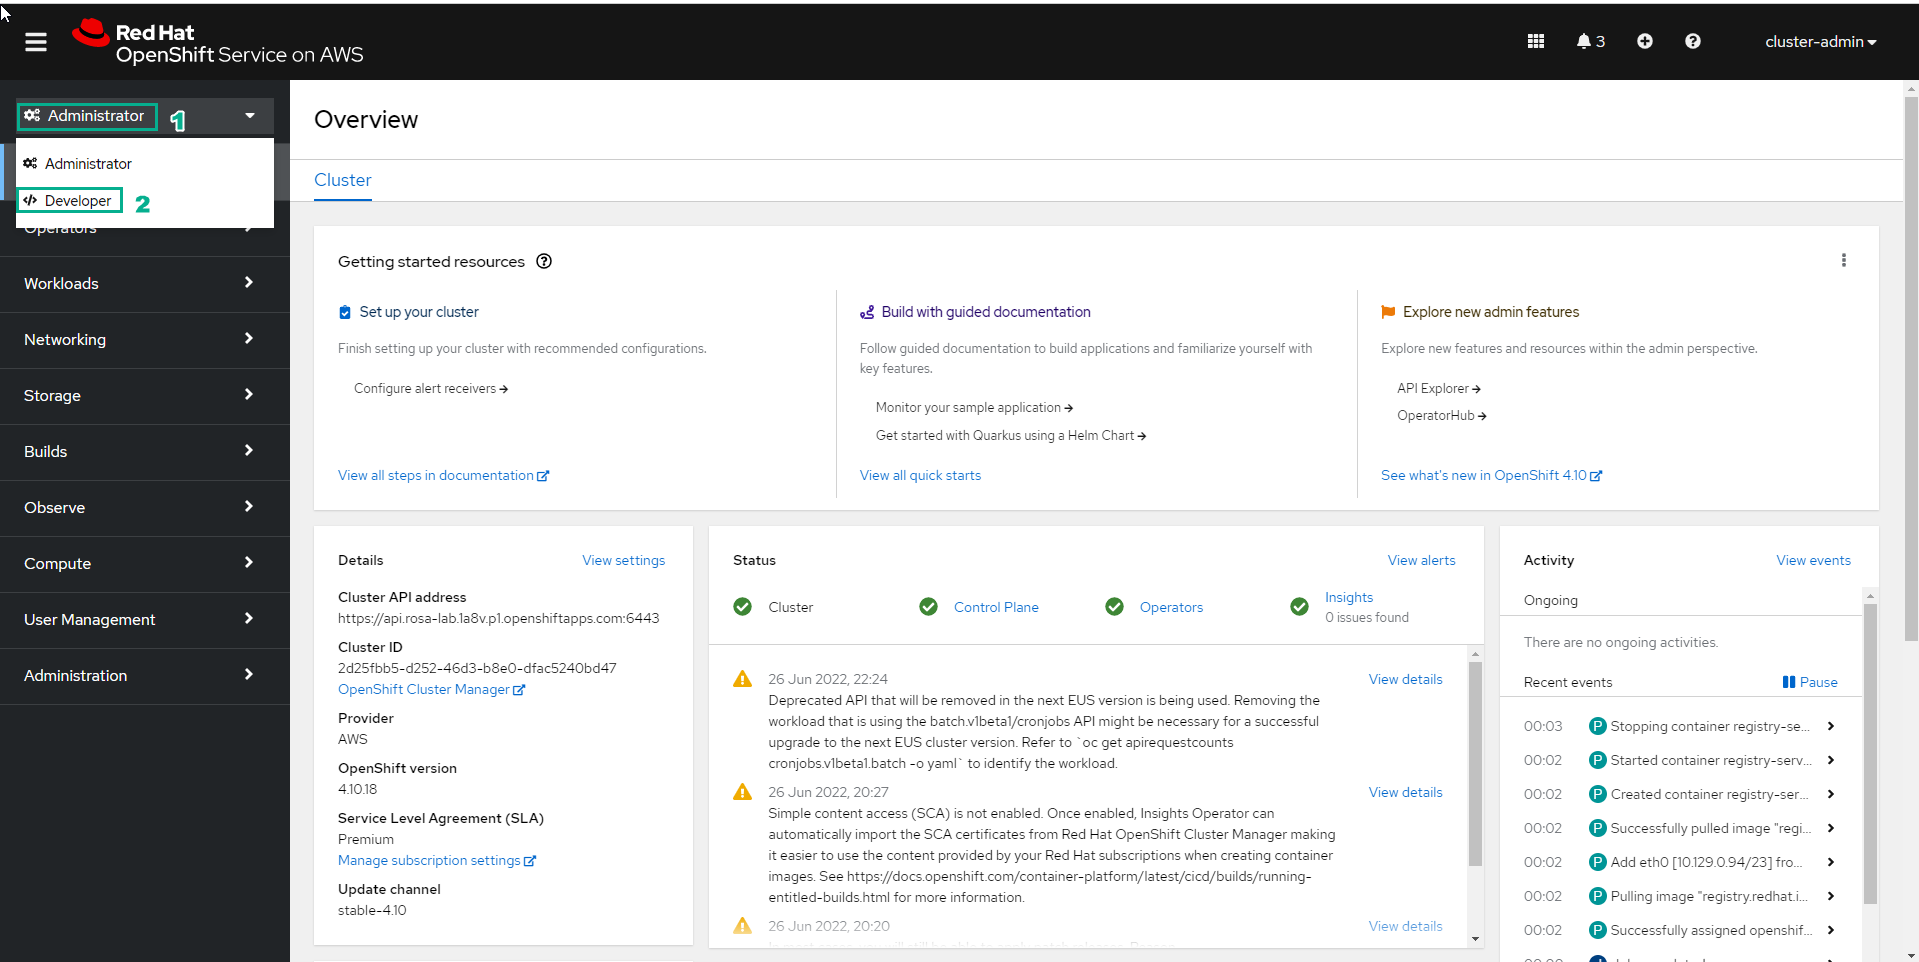 Red Hat
OpenShift Service on AWS
3
cluster-admin
Administrator
1
Administrator
Developer
2
Operators
Workloads
Networking
Storage
Builds
Observe
Compute
User Management
Administration
Overview
Cluster
Getting started resources
Set up your cluster
Finish setting up your cluster with recommended configurations.
Configure alert receivers
View all steps in documentation
Build with guided documentation
Follow guided documentation to build applications and familiarize yourself with
key features.
Monitor your sample application
Get started with Quarkus using a Helm Chart
View all quick starts
Explore new admin features
Explore new features and resources within the admin perspective.
API Explorer
OperatorHub
See what's new in OpenShift 4.10
Details
View settings
Cluster API address
https://api.rosa-lab.1a8v.p1.openshiftapps.com:6443
Cluster ID
2d25fbb5-d252-46d3-b8e0-dfac5240bd47
OpenShift Cluster Manager
Provider
AWS
OpenShift version
4.10.18
Service Level Agreement (SLA)
Premium
Manage subscription settings
Update channel
stable-4.10
Status
View alerts
Cluster
Control Plane
Operators
Insights
0 issues found
26 Jun 2022, 22:24
View details
Deprecated API that will be removed in the next EUS version is being used. Removing the
workload that is using the batch.v1beta1/cronjobs API might be necessary for a successful
upgrade to the next EUS cluster version. Refer to `oc get apirequestcounts
cronjobs.v1beta1.batch -o yaml` to identify the workload.
26 Jun 2022, 20:27
View details
Simple content access (SCA) is not enabled. Once enabled, Insights Operator can
automatically import the SCA certificates from Red Hat OpenShift Cluster Manager making
it easier to use the content provided by your Red Hat subscriptions when creating container
images. See https://docs.openshift.com/container-platform/latest/cicd/builds/running-
entitled-builds.html for more information.
26 Jun 2022, 20:20
View details
Activity
View events
Ongoing
There are no ongoing activities.
Recent events
Pause
00:03 P Stopping container registry-se...
00:02 P Started container registry-serv...
00:02 P Created container registry-ser...
00:02 P Successfully pulled image "regi...
00:02 P Add eth0 [10.129.0.94/23] fro...
00:02 P Pulling image "registry.redhat.i...
00:02 P Successfully assigned openshif...